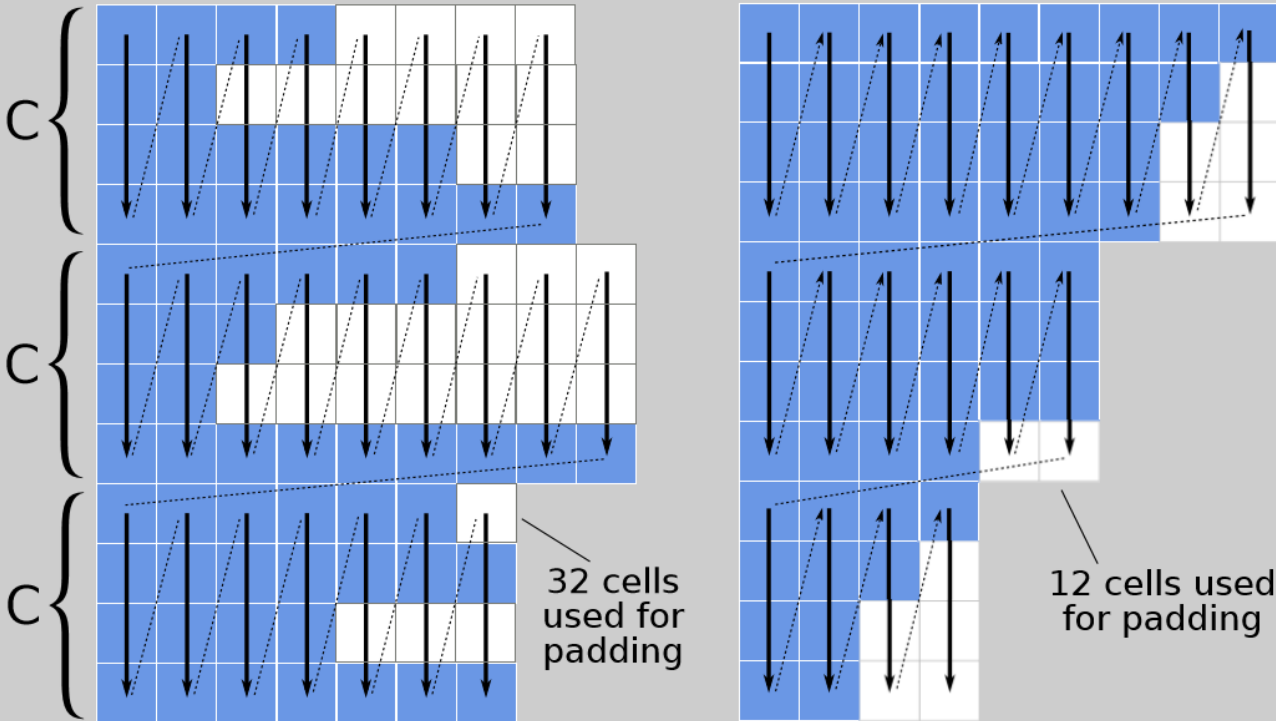 C
C
C
32 cells
used for
padding
12 cells used
for padding